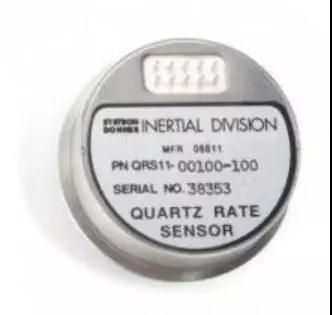 SYSTRON
DONNER INERTIAL DIVISION
MFR 06811
PN QRS11-00100-100
SERIAL NO. 38353
QUARTZ RATE
SENSOR